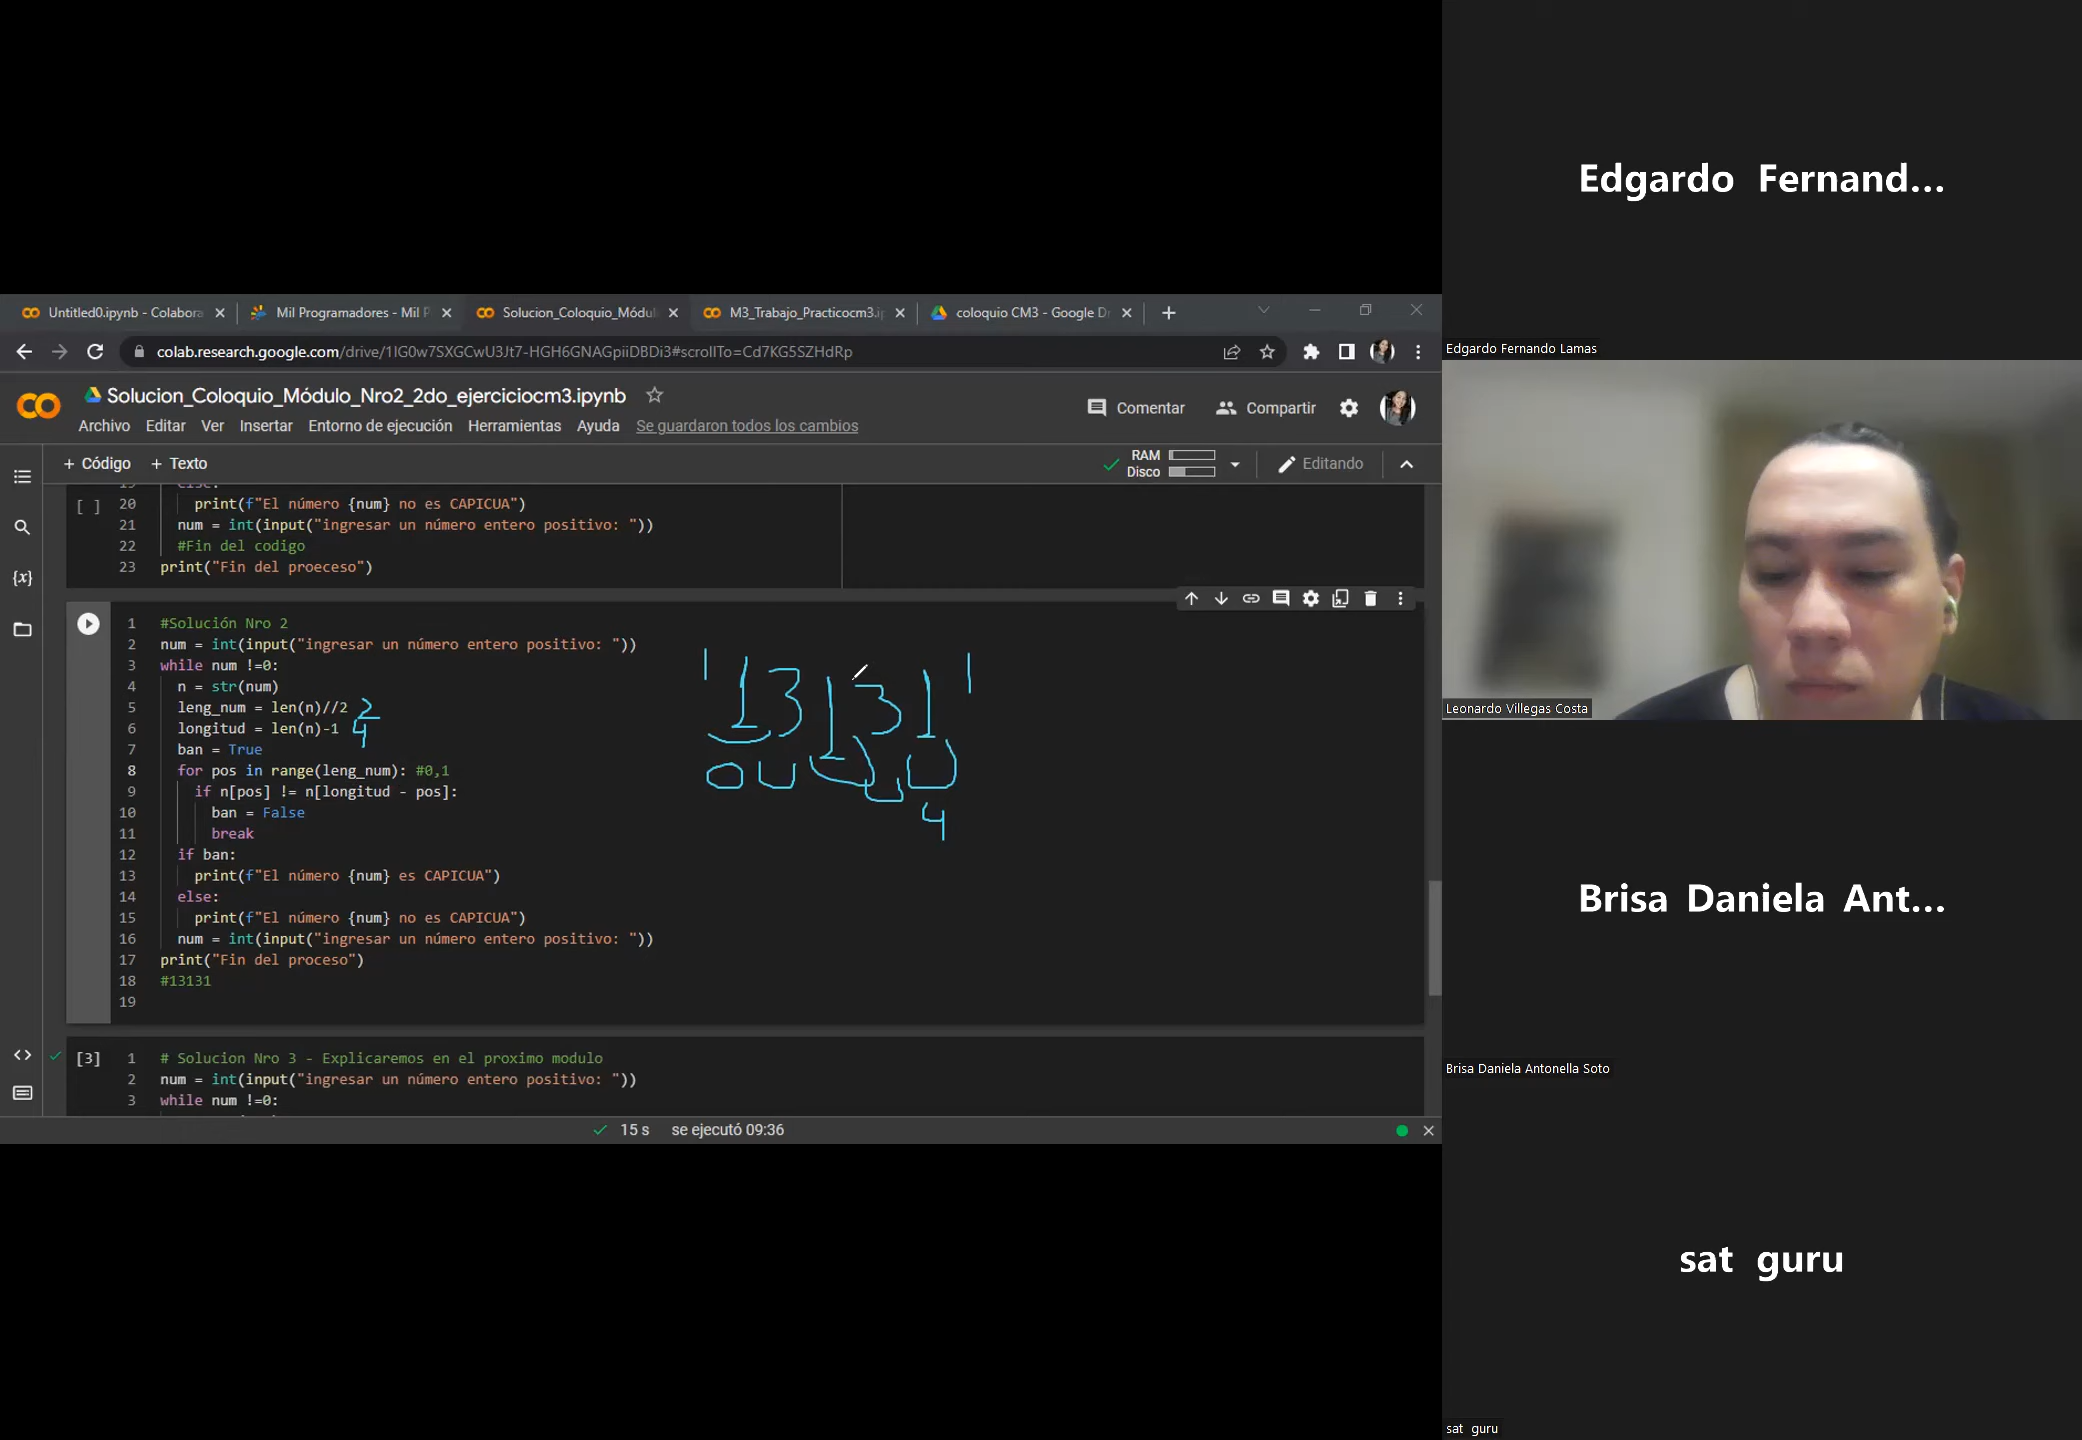 Untitled0.ipynb - Colabora
Mil Programadores - Mil P
Solucion_Coloquio_Módul
M3_Trabajo_Practicocm3.i
coloquio CM3 - Google D
colab.research.google.com/drive/1IG0w7SXGCwU3Jt7-HGH6GNAGpiiDBDi3#scrollTo=Cd7KG5SZHdRp
Solucion_Coloquio_Módulo_Nro2_2do_ejerciciocm3.ipynb
Comentar
Compartir
Archivo Editar Ver Insertar Entorno de ejecución Herramientas Ayuda Se guardaron todos los cambios
+ Código + Texto
RAM
Disco
Editando
[ ]
20 print(f"El número {num} no es CAPICUA")
21 num = int(input("ingresar un número entero positivo: "))
22 #Fin del codigo
23 print("Fin del proeceso")
1 #Solución Nro 2
2 num = int(input("ingresar un número entero positivo: "))
3 while num !=0:
4 n = str(num)
5 leng_num = len(n)//2 2
6 longitud = len(n)-1 4
7 ban = True
8 for pos in range(leng_num): #0,1
9 if n[pos] != n[longitud - pos]:
10 ban = False
11 break
12 if ban:
13 print(f"El número {num} es CAPICUA")
14 else:
15 print(f"El número {num} no es CAPICUA")
16 num = int(input("ingresar un número entero positivo: "))
17 print("Fin del proceso")
18 #13131
19
' 13131 '
0
4
[3]
1 # Solucion Nro 3 - Explicaremos en el proximo modulo
2 num = int(input("ingresar un número entero positivo: "))
3 while num !=0:
15 s se ejecutó 09:36
Edgardo Fernand...
Edgardo Fernando Lamas
Leonardo Villegas Costa
Brisa Daniela Ant...
Brisa Daniela Antonella Soto
sat guru
sat guru